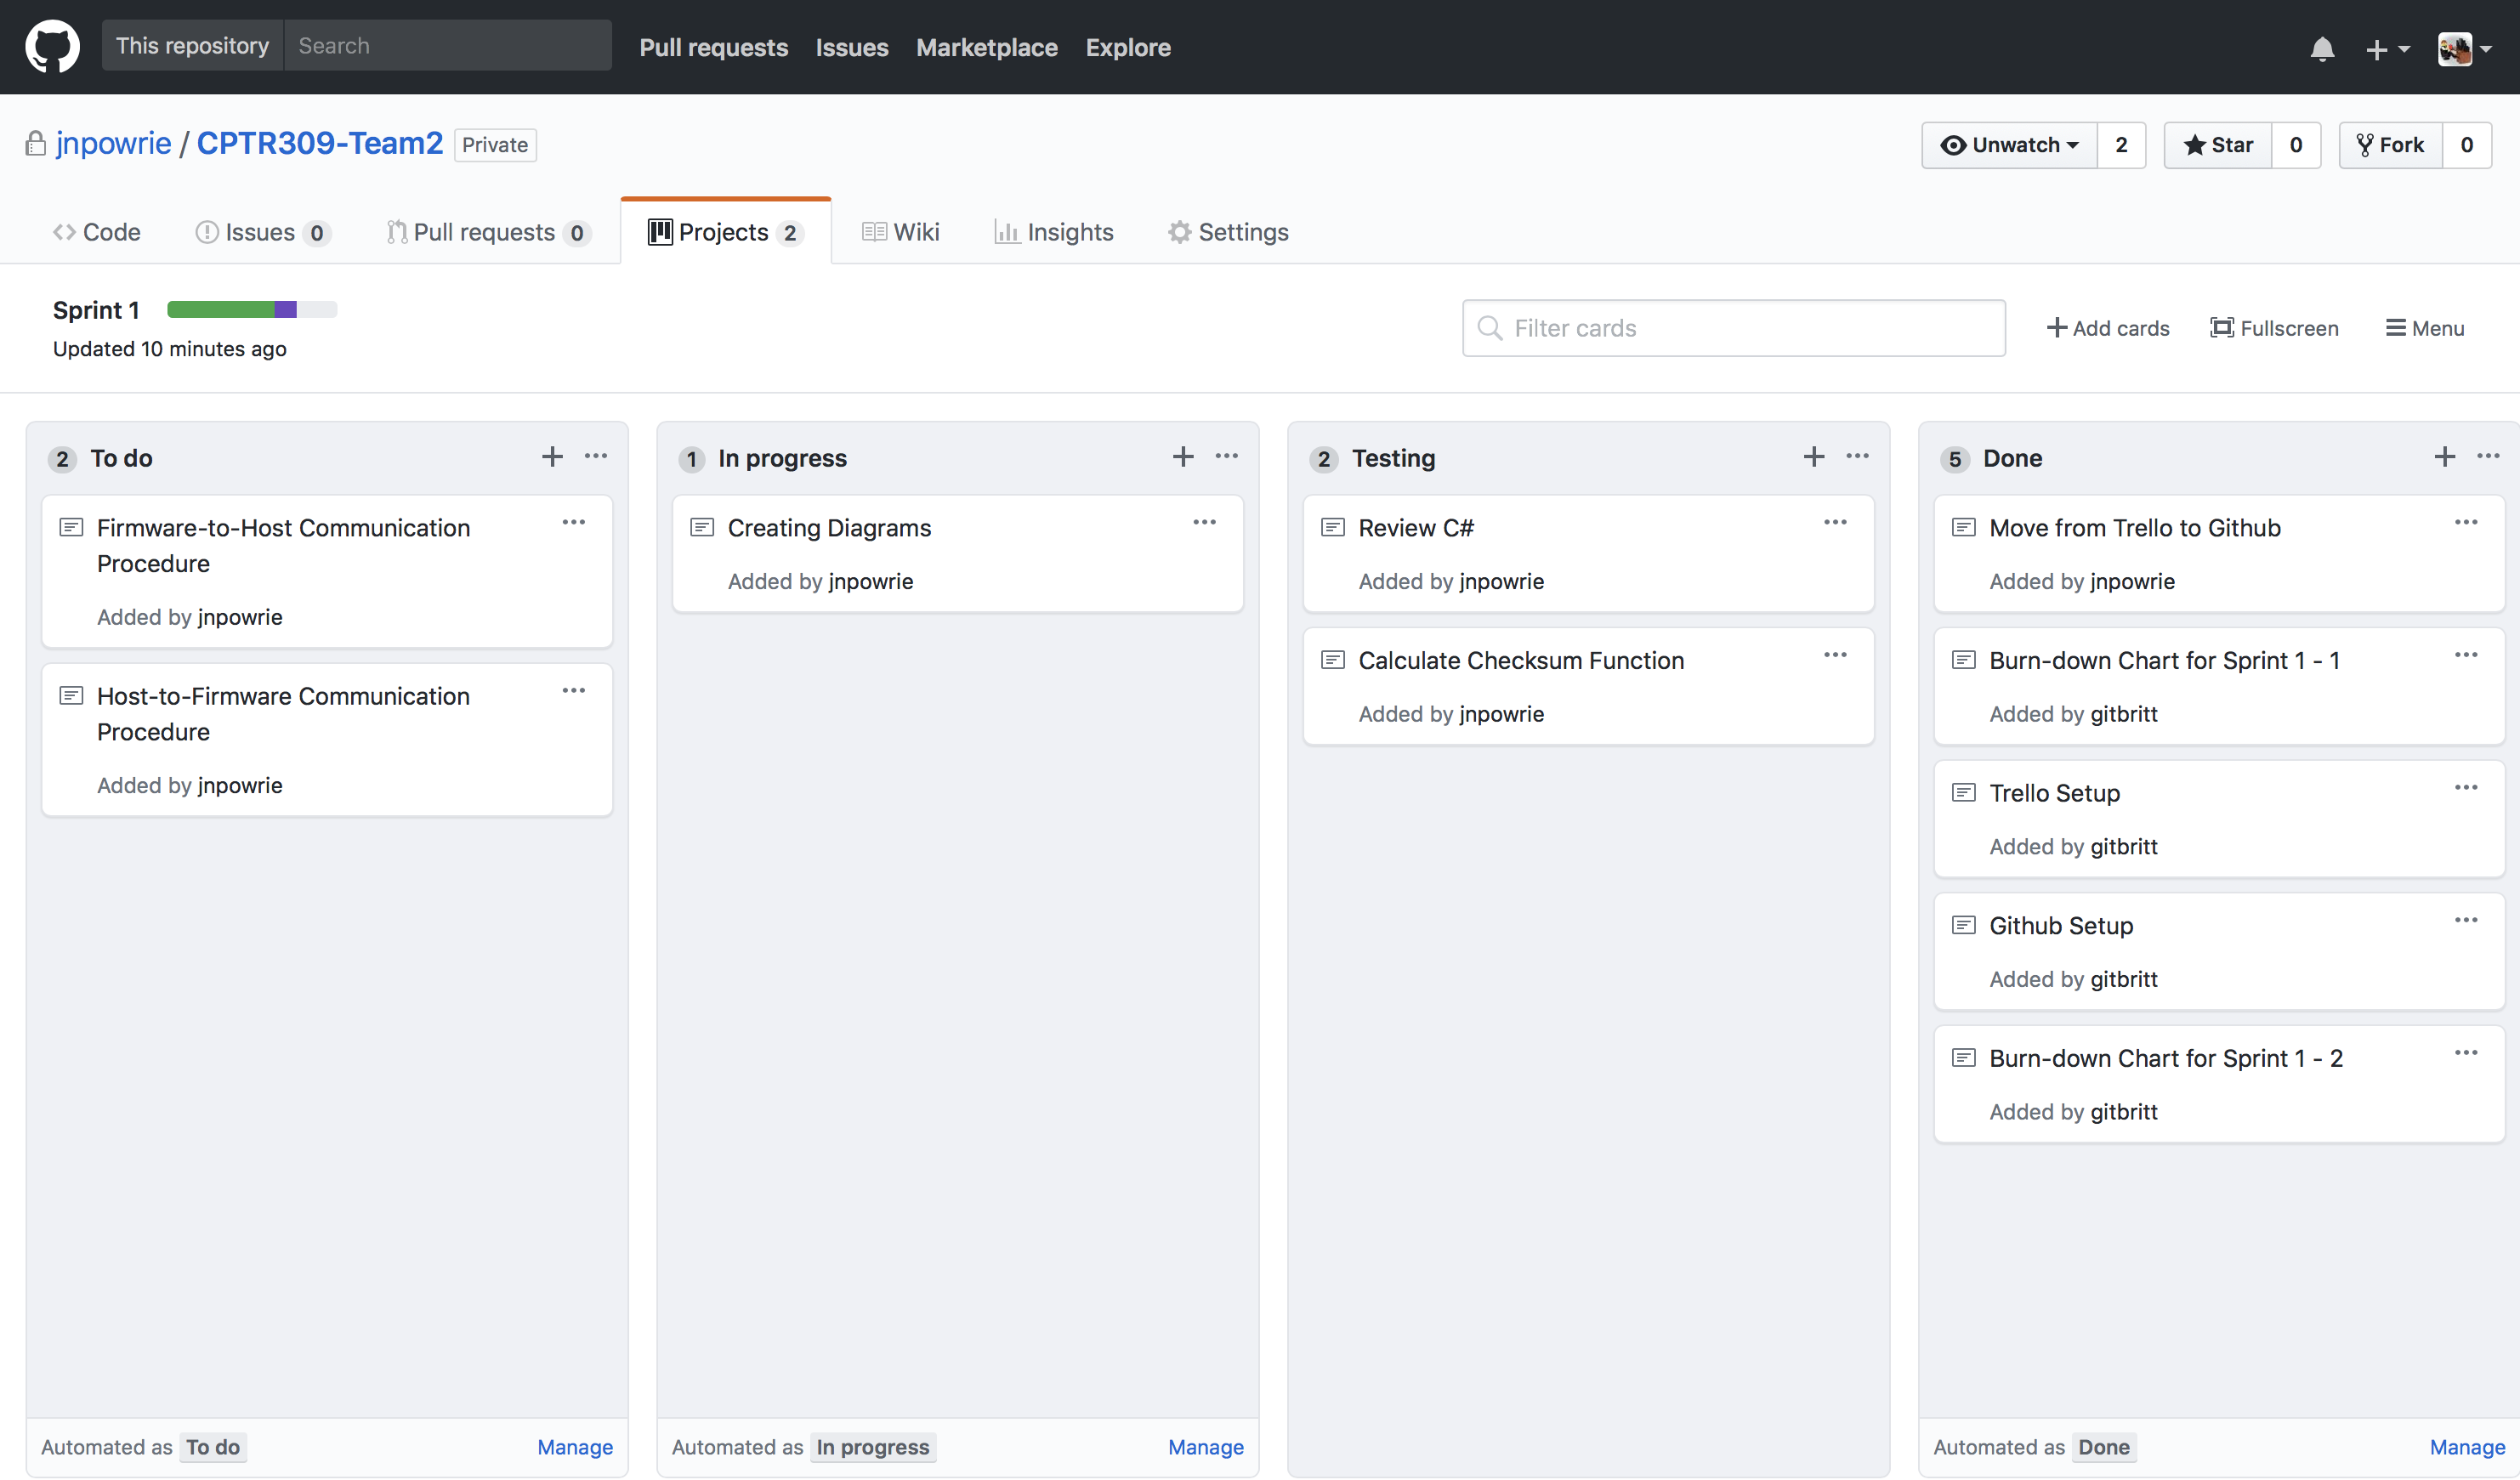 This repository Search Pull requests Issues Marketplace Explore
jnpowrie / CPTR309-Team2 Private Unwatch 2 Star 0 Fork 0
Code Issues 0 Pull requests 0 Projects 2 Wiki Insights Settings
Sprint 1
Updated 10 minutes ago
Filter cards Add cards Fullscreen Menu
2 To do
Firmware-to-Host Communication
Procedure
Added by jnpowrie
Host-to-Firmware Communication
Procedure
Added by jnpowrie
Automated as To do Manage
1 In progress
Creating Diagrams
Added by jnpowrie
Automated as In progress Manage
2 Testing
Review C#
Added by jnpowrie
Calculate Checksum Function
Added by jnpowrie
5 Done
Move from Trello to Github
Added by jnpowrie
Burn-down Chart for Sprint 1 - 1
Added by gitbritt
Trello Setup
Added by gitbritt
Github Setup
Added by gitbritt
Burn-down Chart for Sprint 1 - 2
Added by gitbritt
Automated as Done Manage